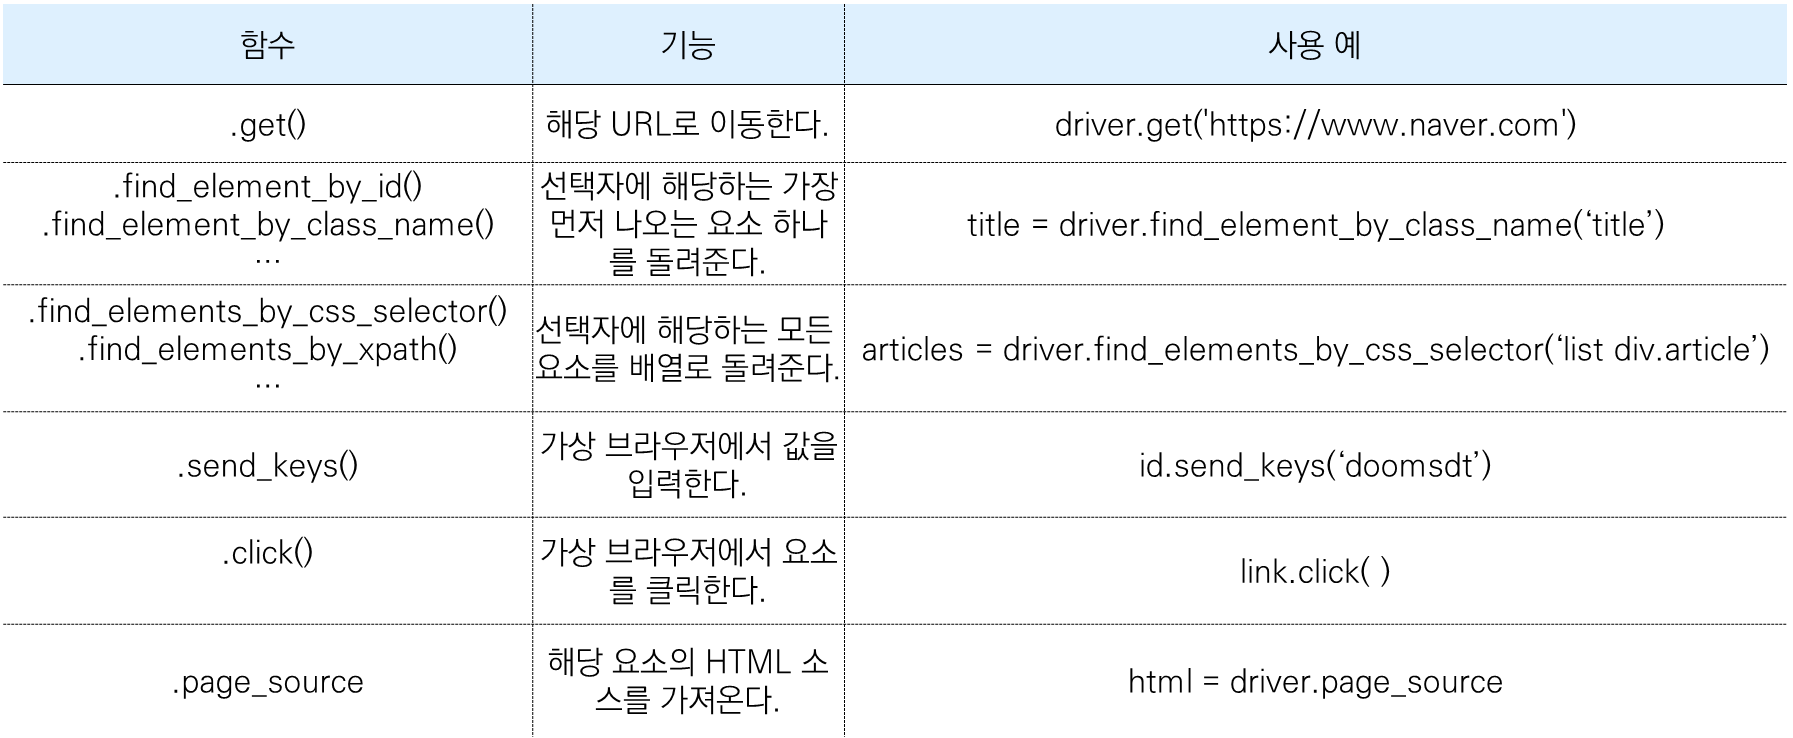 함수
기능
사용 예
.get()
해당 URL로 이동한다.
driver.get('https://www.naver.com')
.find_element_by_id()
.find_element_by_class_name()
...
선택자에 해당하는 가장
먼저 나오는 요소 하나
를 돌려준다.
title = driver.find_element_by_class_name(‘title’)
.find_elements_by_css_selector()
.find_elements_by_xpath()
...
선택자에 해당하는 모든
요소를 배열로 돌려준다.
articles = driver.find_elements_by_css_selector(‘list div.article’)
.send_keys()
가상 브라우저에서 값을
입력한다.
id.send_keys(‘doomsdt’)
.click()
가상 브라우저에서 요소
를 클릭한다.
link.click( )
.page_source
해당 요소의 HTML 소
스를 가져온다.
html = driver.page_source